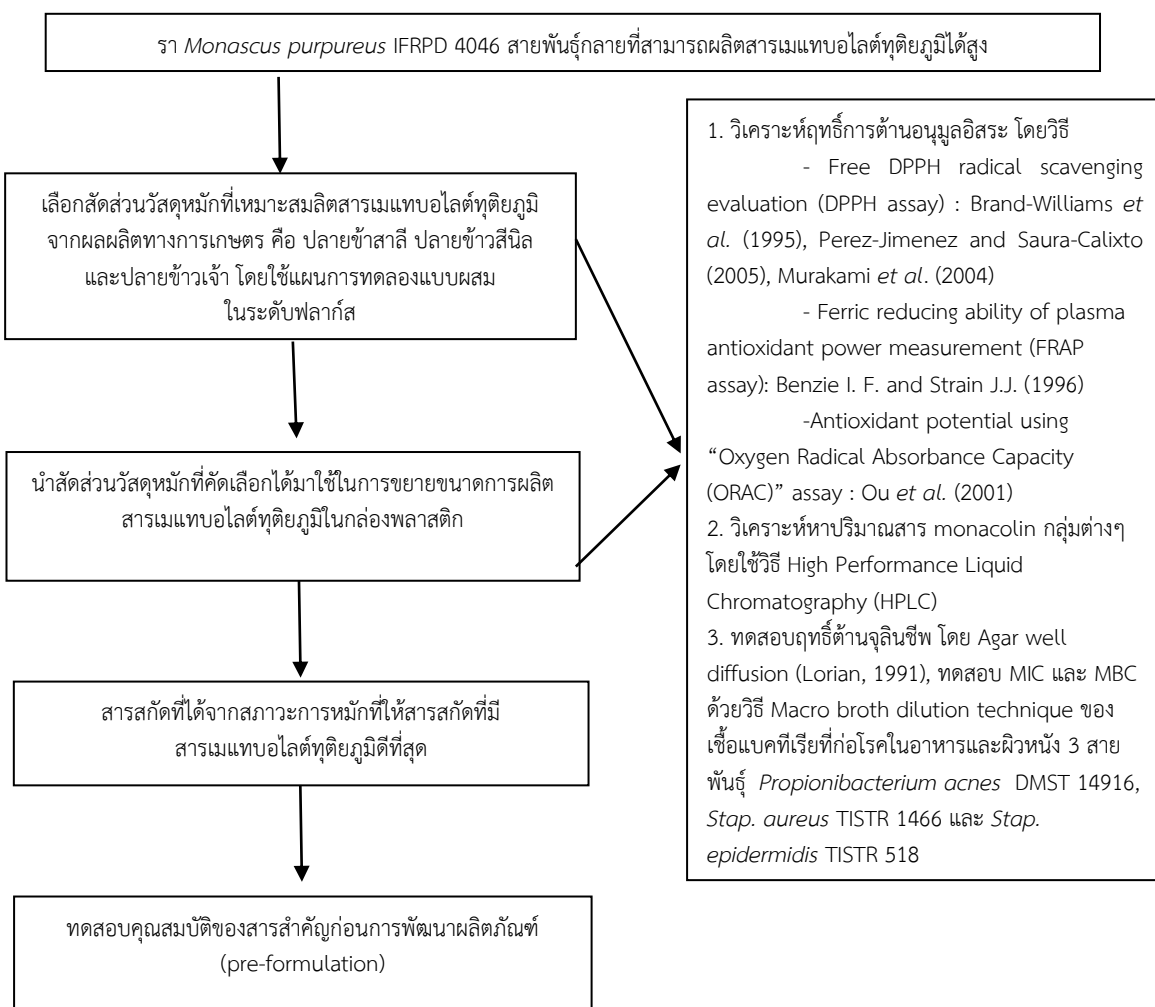 รา Monascus purpureus IFRPD 4046 สายพันธุ์กลายที่สามารถผลิตสารเมแทบอไลต์ทุติยภูมิได้สูง
เลือกสัดส่วนวัสดุหมักที่เหมาะสมลิตสารเมแทบอไลต์ทุติยภูมิ
จากผลผลิตทางการเกษตร คือ ปลายข้าสาลี ปลายข้าวสีนิล
และปลายข้าวเจ้า โดยใช้แผนการทดลองแบบผสม
ในระดับฟลาก์ส
นำสัดส่วนวัสดุหมักที่คัดเลือกได้มาใช้ในการขยายขนาดการผลิต
สารเมแทบอไลต์ทุติยภูมิในกล่องพลาสติก
สารสกัดที่ได้จากสภาวะการหมักที่ให้สารสกัดที่มี
สารเมแทบอไลต์ทุติยภูมิดีที่สุด
ทดสอบคุณสมบัติของสารสำคัญก่อนการพัฒนาผลิตภัณฑ์
(pre-formulation)
1. วิเคราะห์ฤทธิ์การต้านอนุมูลอิสระ โดยวิธี
- Free DPPH radical scavenging
evaluation (DPPH assay) : Brand-Williams et
al. (1995), Perez-Jimenez and Saura-Calixto
(2005), Murakami et al. (2004)
- Ferric reducing ability of plasma
antioxidant power measurement (FRAP
assay): Benzie I. F. and Strain J.J. (1996)
-Antioxidant potential using
“Oxygen Radical Absorbance Capacity
(ORAC)” assay : Ou et al. (2001)
2. วิเคราะห์หาปริมาณสาร monacolin กลุ่มต่างๆ
โดยใช้วิธี High Performance Liquid
Chromatography (HPLC)
3. ทดสอบฤทธิ์ต้านจุลินชีพ โดย Agar well
diffusion (Lorian, 1991), ทดสอบ MIC และ MBC
ด้วยวิธี Macro broth dilution technique ของ
เชื้อแบคทีเรียที่ก่อโรคในอาหารและผิวหนัง 3 สาย
พันธุ์ Propionibacterium acnes DMST 14916,
Stap. aureus TISTR 1466 และ Stap.
epidermidis TISTR 518